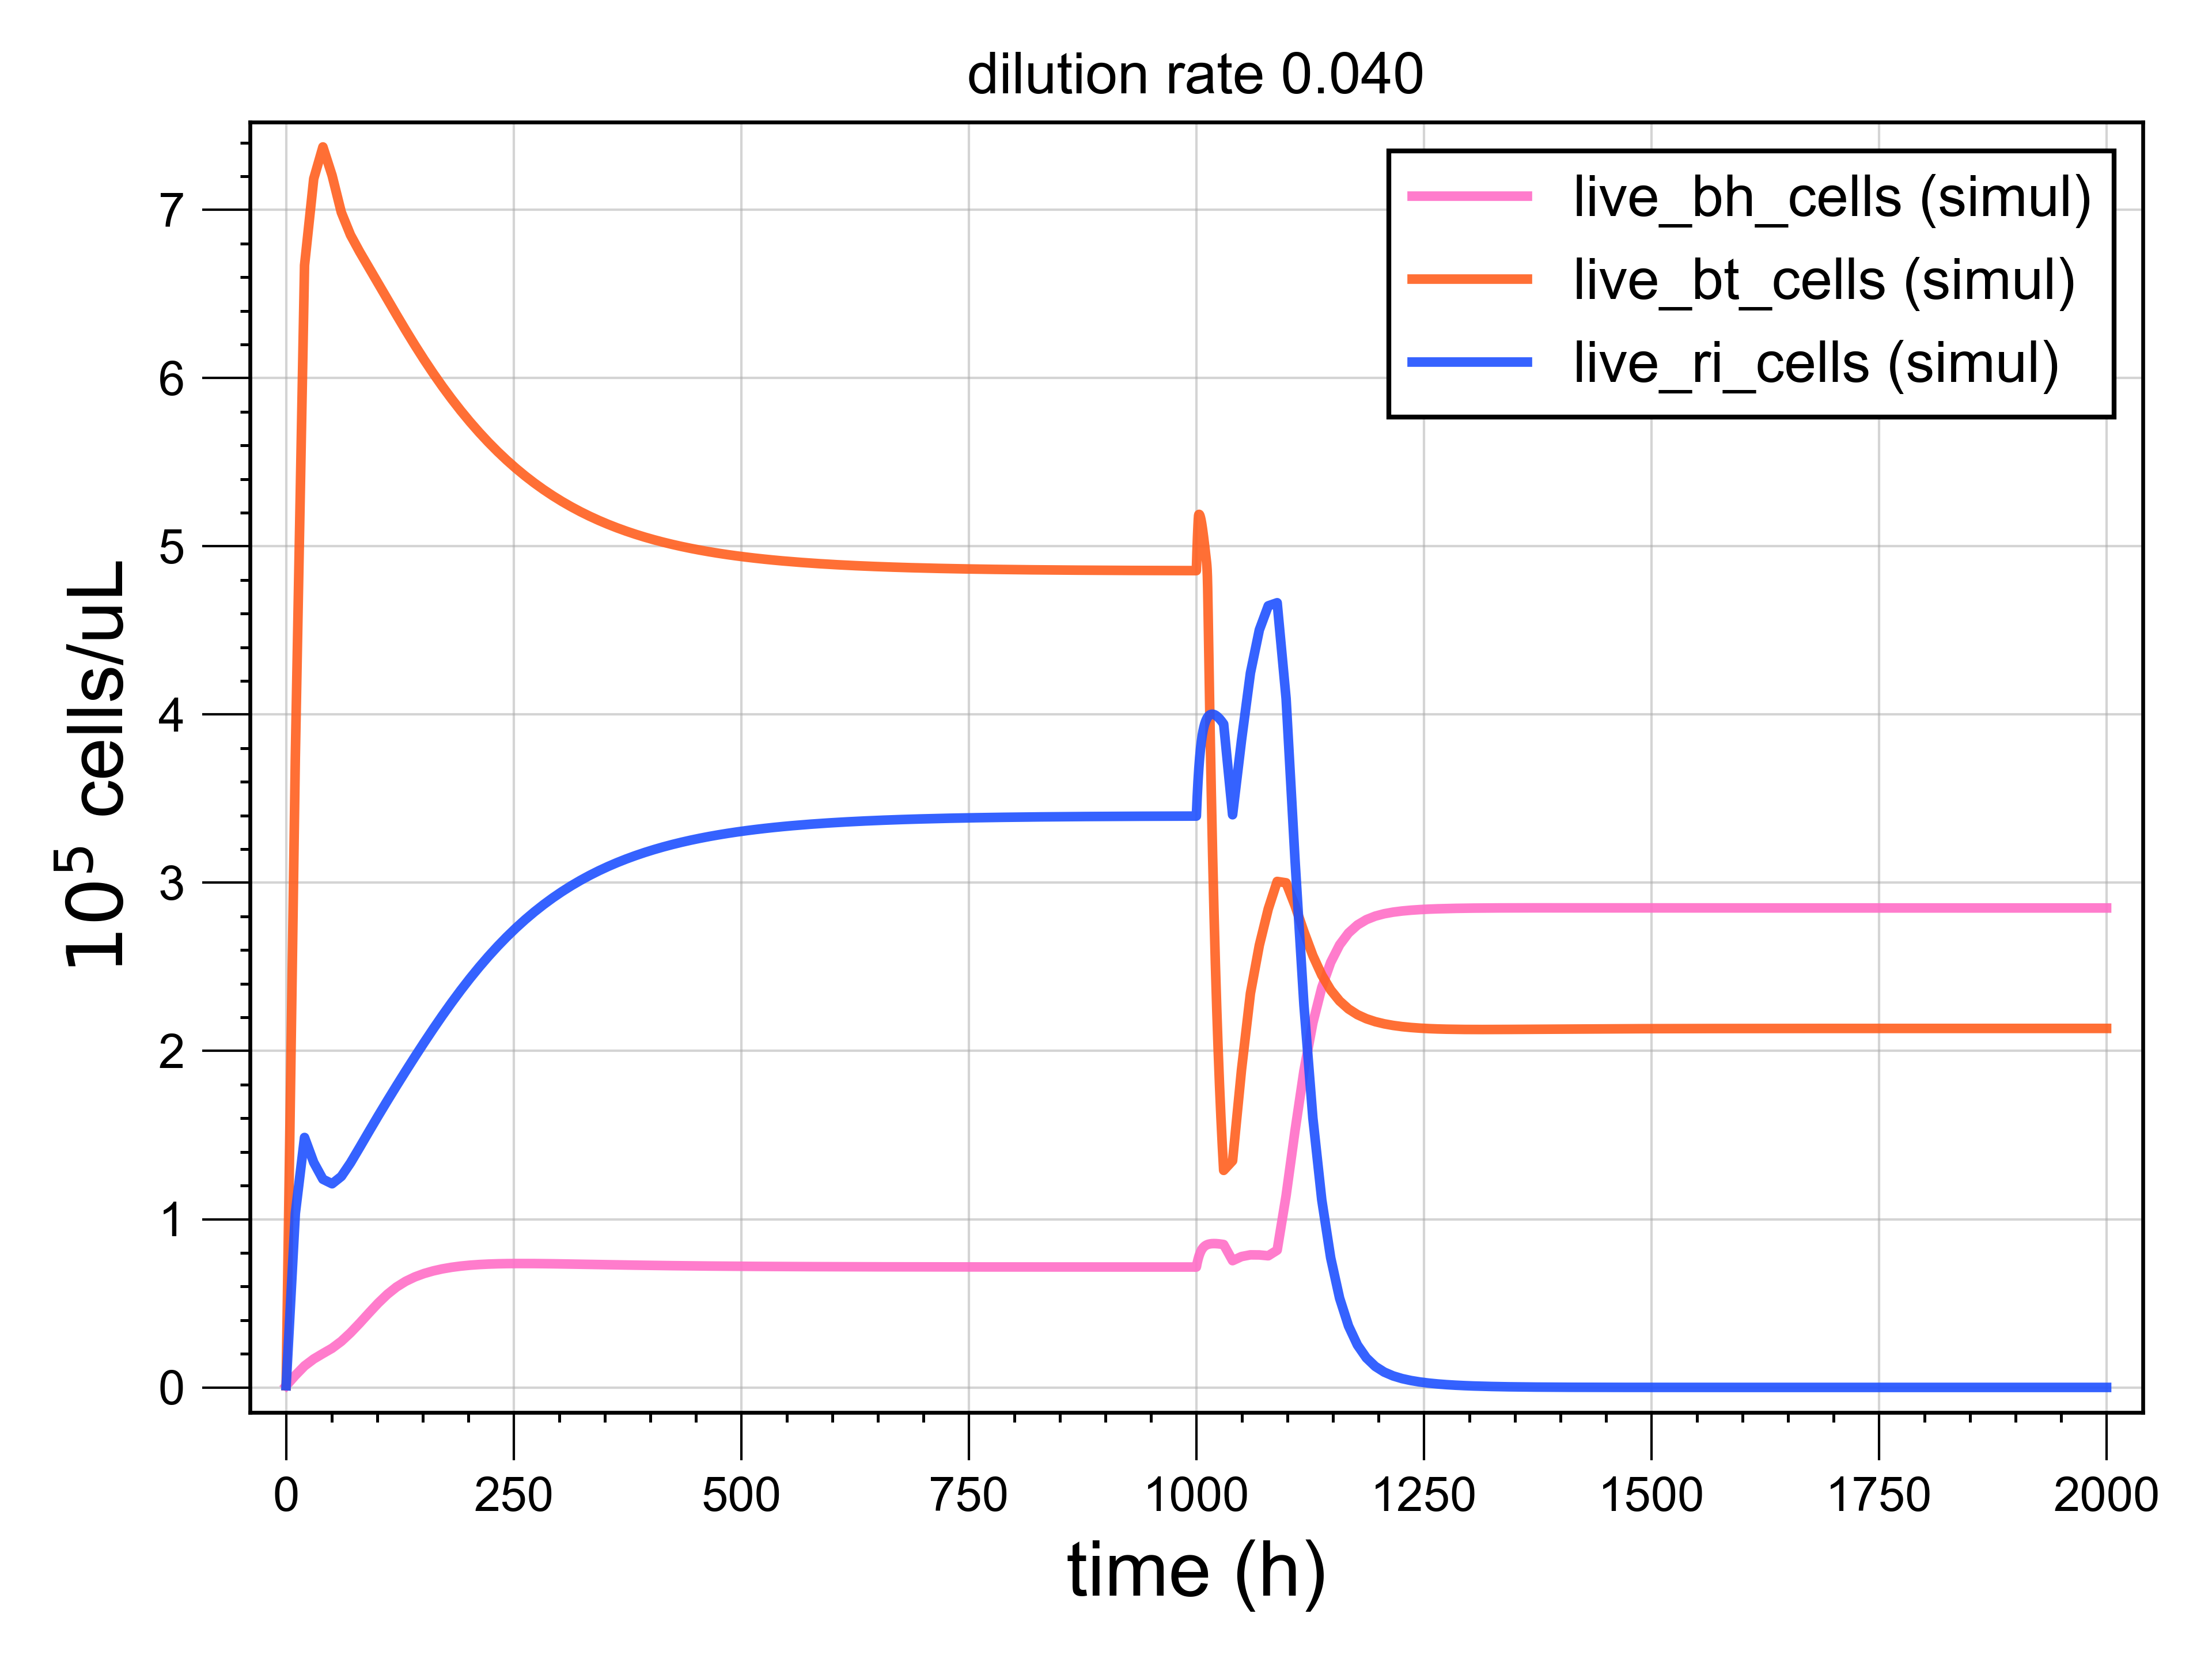 dilution rate 0.040
live_bh_cells (simul)
live_bt_cells (simul)
live_ri_cells (simul)
10⁵ cells/uL
7
6
5
4
3
2
1
0
0 250 500 750 1000 1250 1500 1750 2000
time (h)